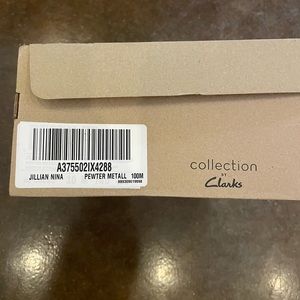 A375502IX4288
JILLIAN NINA PEWTER METALL 100M
collection
BY
Clarks